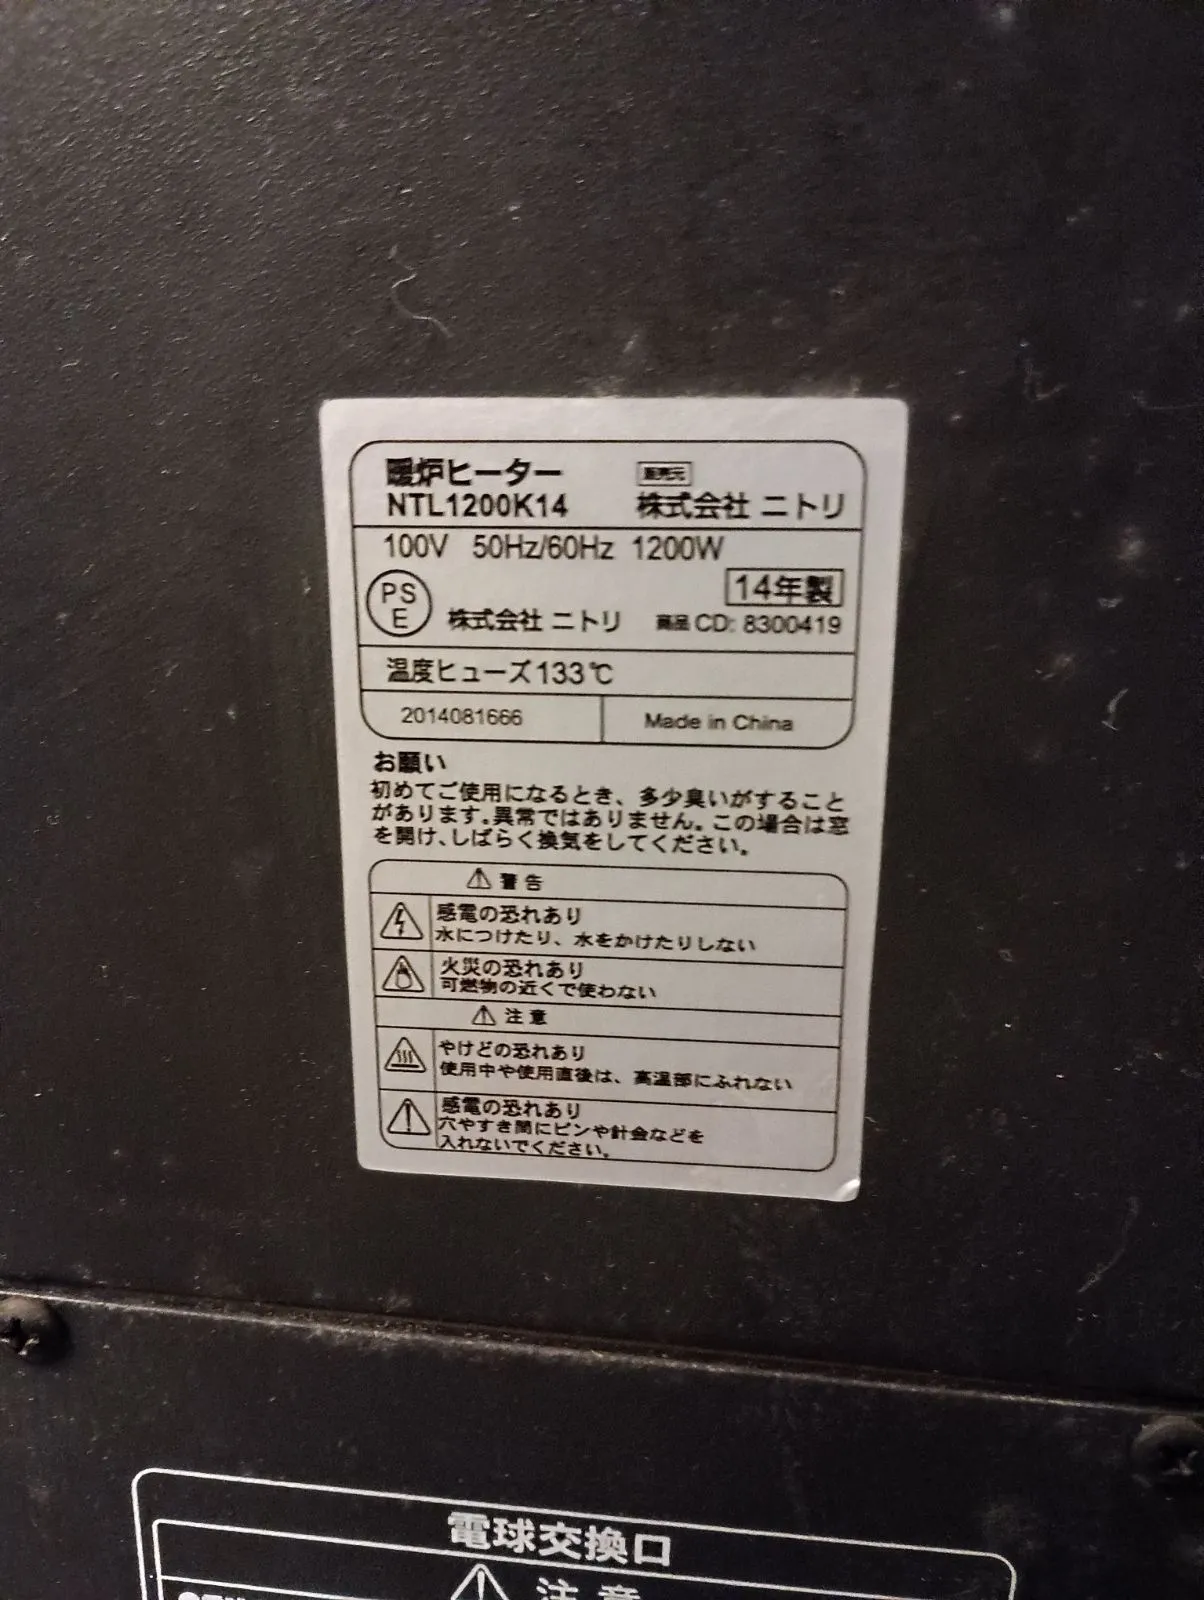 暖炉ヒーター 販売元
NTL1200K14 株式会社 ニトリ
100V 50Hz/60Hz 1200W
14年製
PS
E 株式会社 ニトリ 商品CD: 8300419
温度ヒューズ133℃
2014081666 Made in China
お願い
初めてご使用になるとき、多少臭いがすること
があります。異常ではありません。この場合は窓
を開け、しばらく換気をしてください。
⚠ 警告
感電の恐れあり
水につけたり、水をかけたりしない
火災の恐れあり
可燃物の近くで使わない
⚠ 注意
やけどの恐れあり
使用中や使用直後は、高温部にふれない
感電の恐れあり
穴やすき間にピンや針金などを
入れないでください。
電球交換口
⚠ 注意